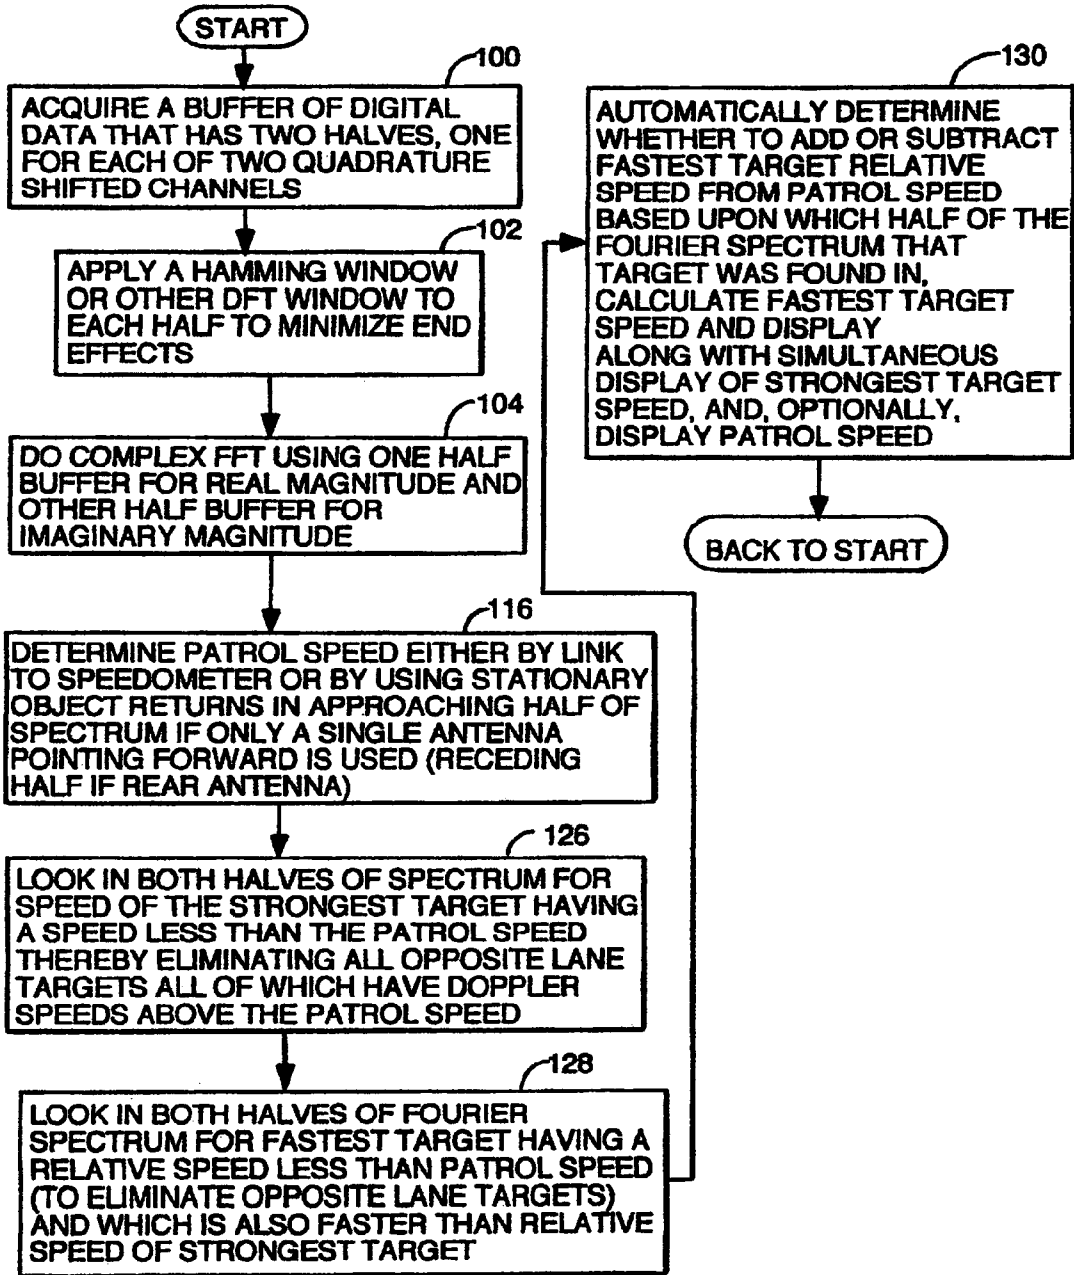 START
100
ACQUIRE A BUFFER OF DIGITAL
DATA THAT HAS TWO HALVES, ONE
FOR EACH OF TWO QUADRATURE
SHIFTED CHANNELS
102
APPLY A HAMMING WINDOW
OR OTHER DFT WINDOW TO
EACH HALF TO MINIMIZE END
EFFECTS
104
DO COMPLEX FFT USING ONE HALF
BUFFER FOR REAL MAGNITUDE AND
OTHER HALF BUFFER FOR
IMAGINARY MAGNITUDE
116
DETERMINE PATROL SPEED EITHER BY LINK
TO SPEEDOMETER OR BY USING STATIONARY
OBJECT RETURNS IN APPROACHING HALF OF
SPECTRUM IF ONLY A SINGLE ANTENNA
POINTING FORWARD IS USED (RECEDING
HALF IF REAR ANTENNA)
126
LOOK IN BOTH HALVES OF SPECTRUM FOR
SPEED OF THE STRONGEST TARGET HAVING
A SPEED LESS THAN THE PATROL SPEED
THEREBY ELIMINATING ALL OPPOSITE LANE
TARGETS ALL OF WHICH HAVE DOPPLER
SPEEDS ABOVE THE PATROL SPEED
128
LOOK IN BOTH HALVES OF FOURIER
SPECTRUM FOR FASTEST TARGET HAVING A
RELATIVE SPEED LESS THAN PATROL SPEED
(TO ELIMINATE OPPOSITE LANE TARGETS)
AND WHICH IS ALSO FASTER THAN RELATIVE
SPEED OF STRONGEST TARGET
130
AUTOMATICALLY DETERMINE
WHETHER TO ADD OR SUBTRACT
FASTEST TARGET RELATIVE
SPEED FROM PATROL SPEED
BASED UPON WHICH HALF OF THE
FOURIER SPECTRUM THAT
TARGET WAS FOUND IN,
CALCULATE FASTEST TARGET
SPEED AND DISPLAY
ALONG WITH SIMULTANEOUS
DISPLAY OF STRONGEST TARGET
SPEED, AND, OPTIONALLY,
DISPLAY PATROL SPEED
BACK TO START